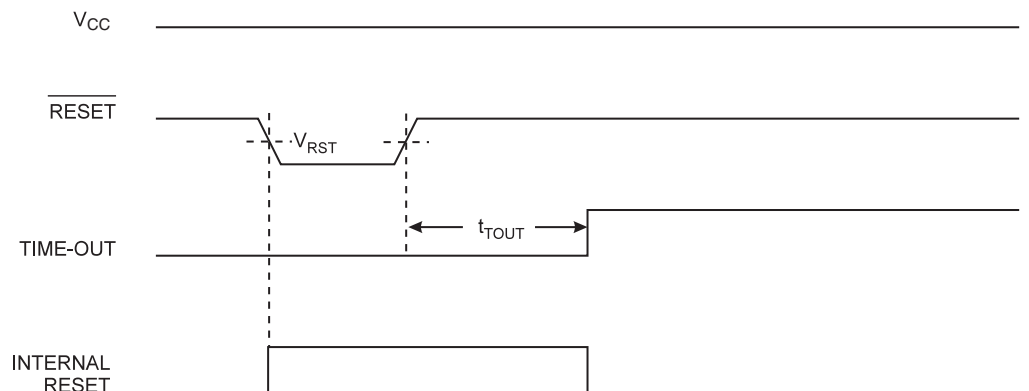 VCC
RESET
VRST
tTOUT
TIME-OUT
INTERNAL
RESET